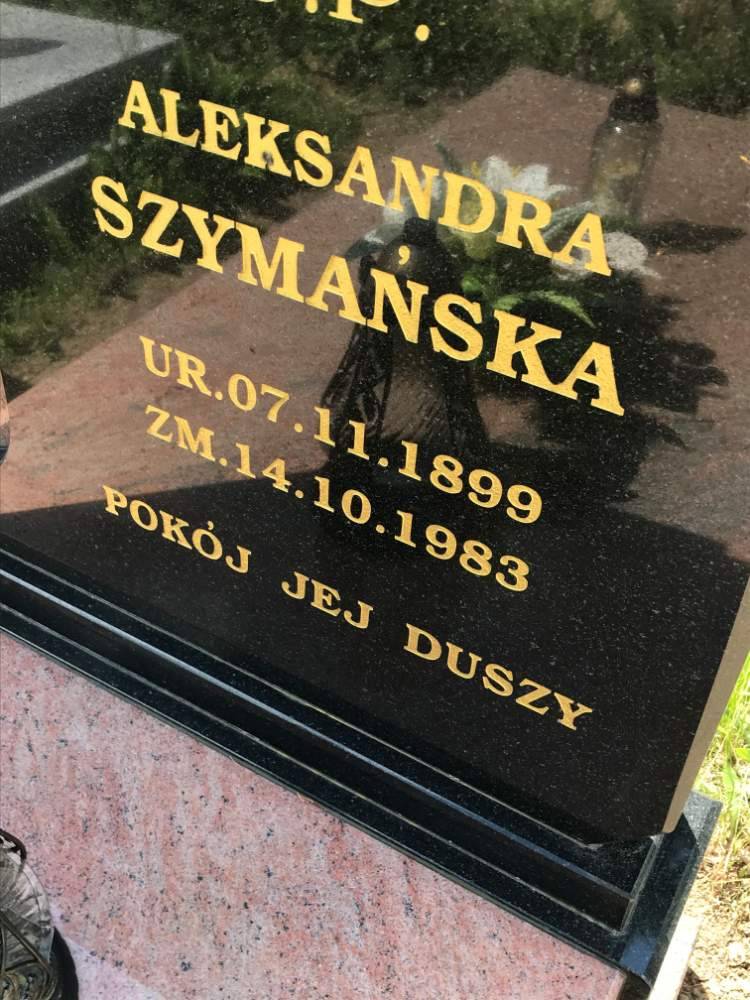 Ś.P.
ALEKSANDRA
SZYMAŃSKA
UR.07.11.1899
ZM.14.10.1983
POKÓJ JEJ DUSZY